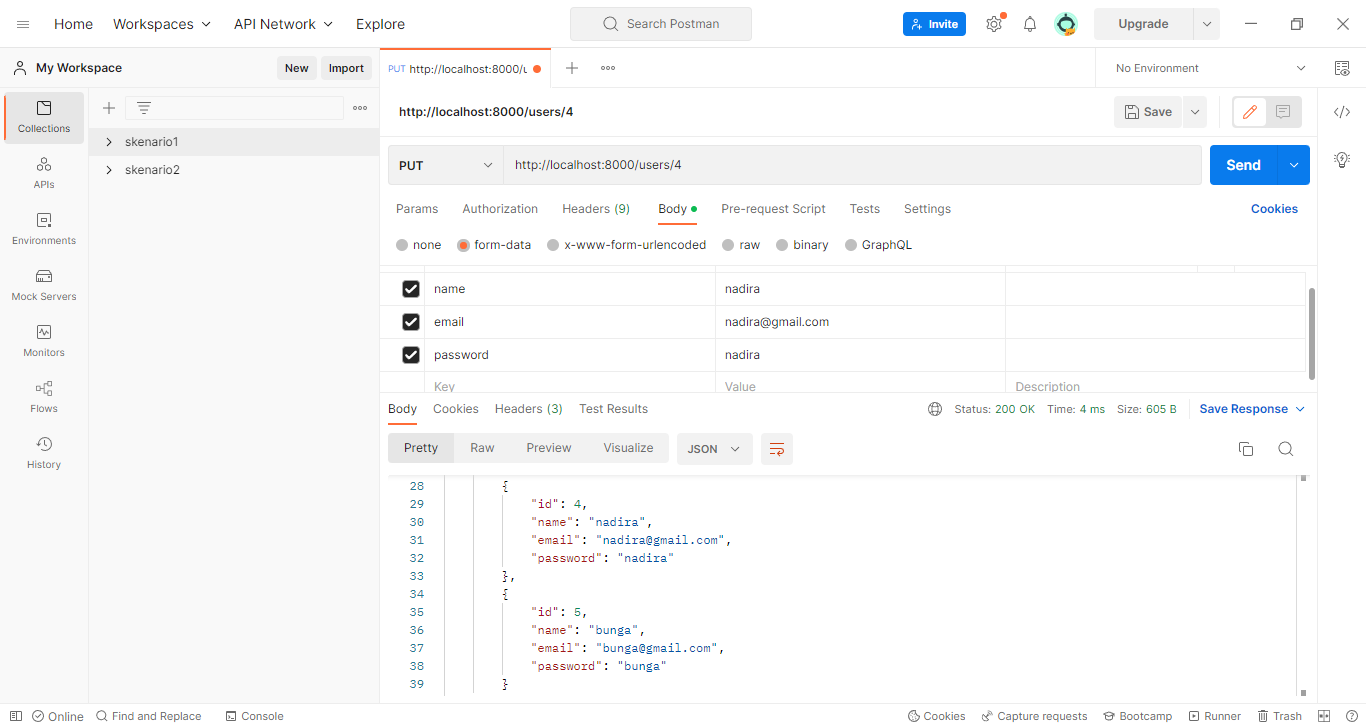 Home Workspaces API Network Explore Search Postman Invite Upgrade
My Workspace New Import PUT http://localhost:8000/u No Environment
Collections
APIs
Environments
Mock Servers
Monitors
Flows
History
skenario1
skenario2
http://localhost:8000/users/4 Save
PUT http://localhost:8000/users/4 Send
Params Authorization Headers (9) Body Pre-request Script Tests Settings Cookies
none form-data x-www-form-urlencoded raw binary GraphQL
name nadira
email nadira@gmail.com
password nadira
Key Value Description
Body Cookies Headers (3) Test Results Status: 200 OK Time: 4 ms Size: 605 B Save Response
Pretty Raw Preview Visualize JSON
28 {
29 "id": 4,
30 "name": "nadira",
31 "email": "nadira@gmail.com",
32 "password": "nadira"
33 },
34 {
35 "id": 5,
36 "name": "bunga",
37 "email": "bunga@gmail.com",
38 "password": "bunga"
39 }
Online Find and Replace Console Cookies Capture requests Bootcamp Runner Trash